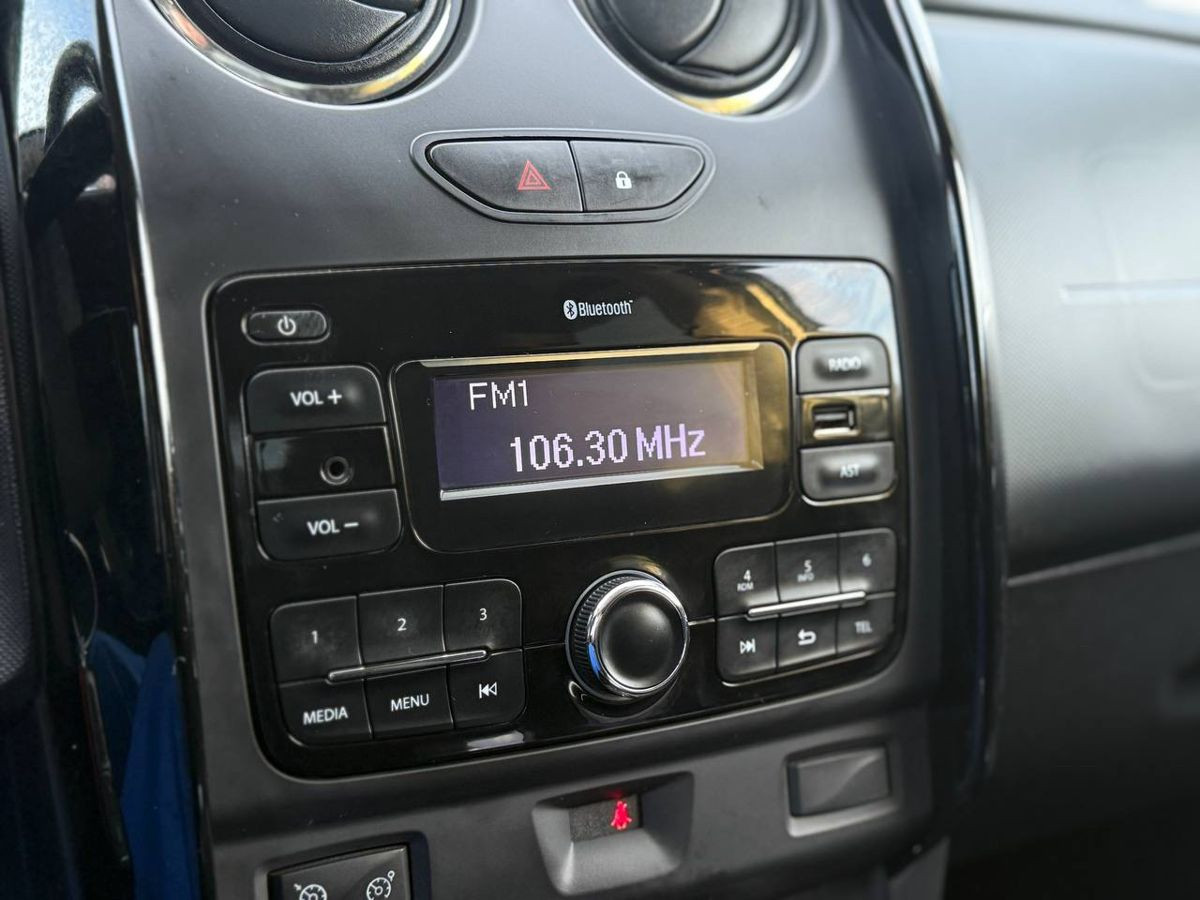 Bluetooth™
VOL +
VOL −
FM1
106.30 MHz
RADIO
AST
1
2
3
MEDIA
MENU
4
RDM
5
INFO
6
TEL